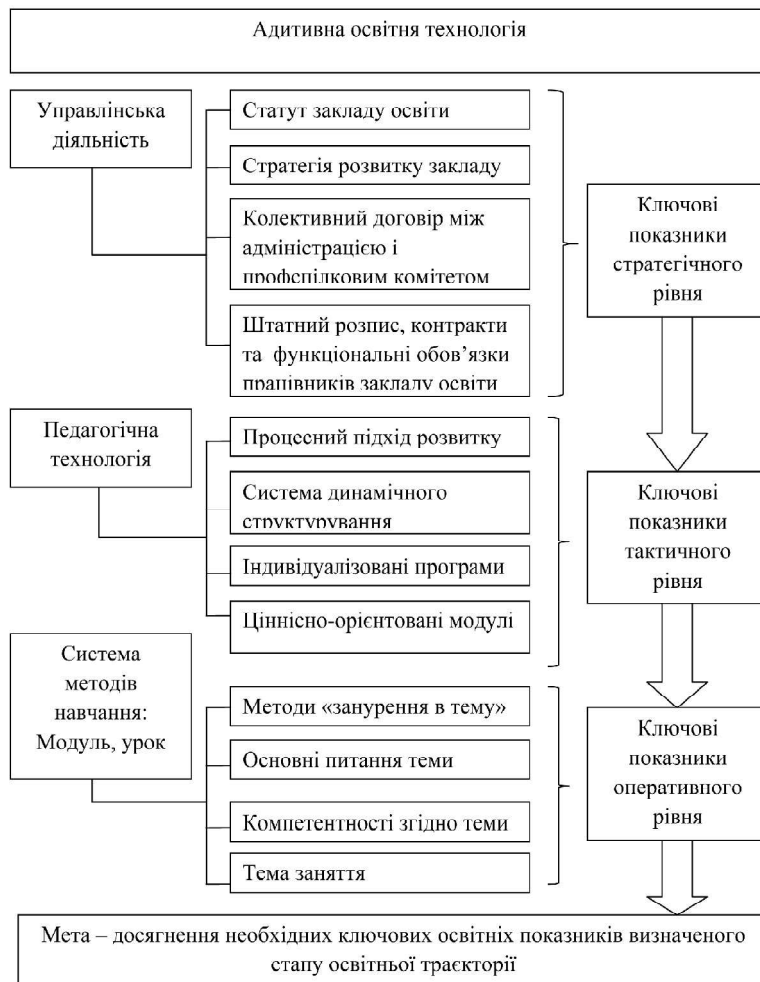 Адитивна освітня технологія
Управлінська
діяльність
Статут закладу освіти
Стратегія розвитку закладу
Колективний договір між
адміністрацією і
профспілковим комітетом
Штатний розпис, контракти
та функціональні обов’язки
працівників закладу освіти
Ключові
показники
стратегічного
рівня
Педагогічна
технологія
Процесний підхід розвитку
Система динамічного
структурування
Індивідуалізовані програми
Ціннісно-орієнтовані модулі
Ключові
показники
тактичного
рівня
Система
методів
навчання:
Модуль, урок
Методи «занурення в тему»
Основні питання теми
Компетентності згідно теми
Тема заняття
Ключові
показники
оперативного
рівня
Мета – досягнення необхідних ключових освітніх показників визначеного
стапу освітньої траєкторії